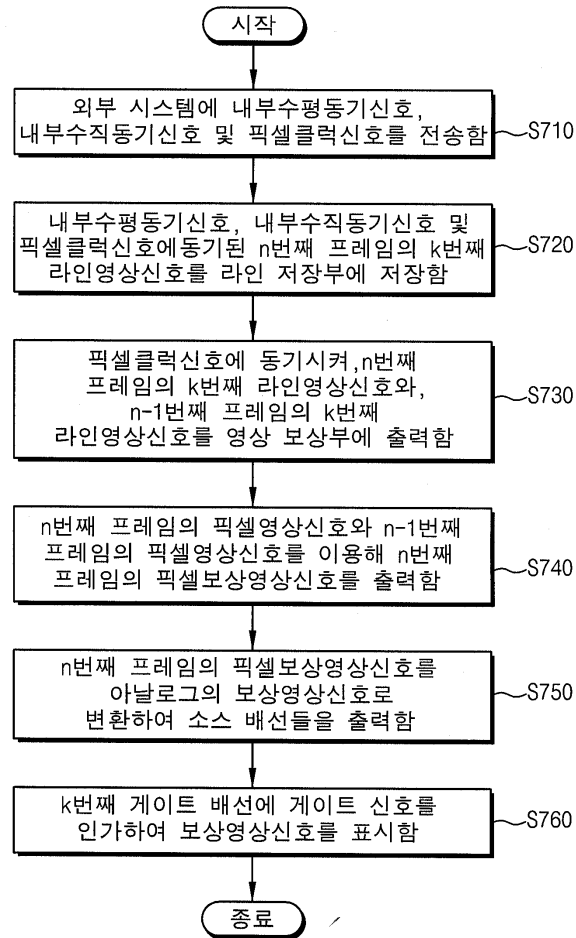 시작
외부 시스템에 내부수평동기신호,
내부수직동기신호 및 픽셀클럭신호를 전송함
S710
내부수평동기신호, 내부수직동기신호 및
픽셀클럭신호에동기된 n번째 프레임의 k번째
라인영상신호를 라인 저장부에 저장함
S720
픽셀클럭신호에 동기시켜,n번째
프레임의 k번째 라인영상신호와,
n-1번째 프레임의 k번째
라인영상신호를 영상 보상부에 출력함
S730
n번째 프레임의 픽셀영상신호와 n-1번째
프레임의 픽셀영상신호를 이용해 n번째
프레임의 픽셀보상영상신호를 출력함
S740
n번째 프레임의 픽셀보상영상신호를
아날로그의 보상영상신호로
변환하여 소스 배선들을 출력함
S750
k번째 게이트 배선에 게이트 신호를
인가하여 보상영상신호를 표시함
S760
종료